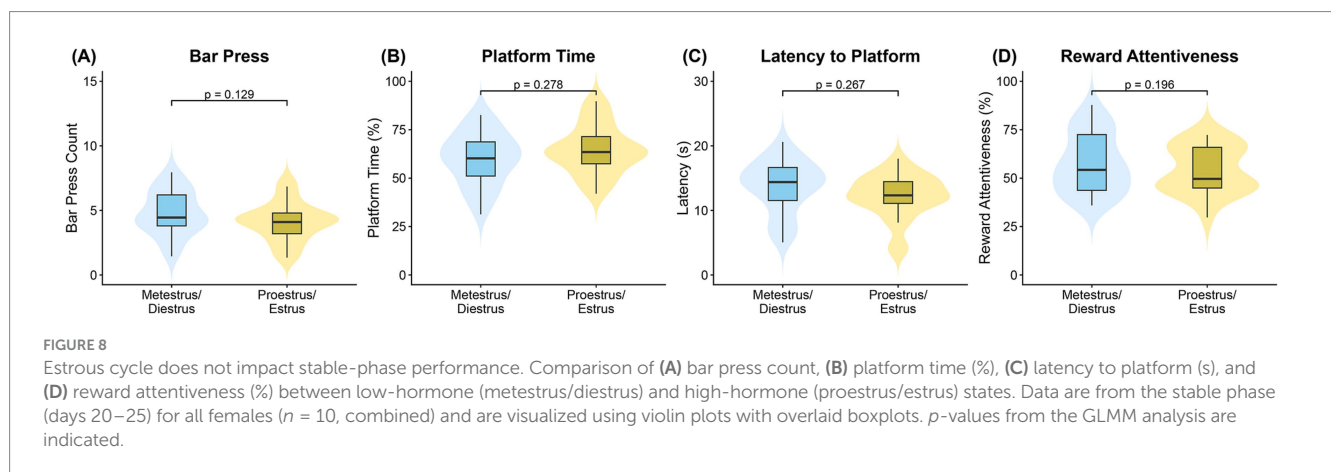 (A) Bar Press
Bar Press Count
15
10
5
0
p = 0.129
Metestrus/
Diestrus
Proestrus/
Estrus
(B) Platform Time
Platform Time (%)
100
75
50
25
0
p = 0.278
Metestrus/
Diestrus
Proestrus/
Estrus
(C) Latency to Platform
Latency (s)
30
20
10
0
p = 0.267
Metestrus/
Diestrus
Proestrus/
Estrus
(D) Reward Attentiveness
Reward Attentiveness (%)
100
75
50
25
0
p = 0.196
Metestrus/
Diestrus
Proestrus/
Estrus
FIGURE 8
Estrous cycle does not impact stable-phase performance. Comparison of (A) bar press count, (B) platform time (%), (C) latency to platform (s), and
(D) reward attentiveness (%) between low-hormone (metestrus/diestrus) and high-hormone (proestrus/estrus) states. Data are from the stable phase
(days 20–25) for all females (n = 10, combined) and are visualized using violin plots with overlaid boxplots. p-values from the GLMM analysis are
indicated.